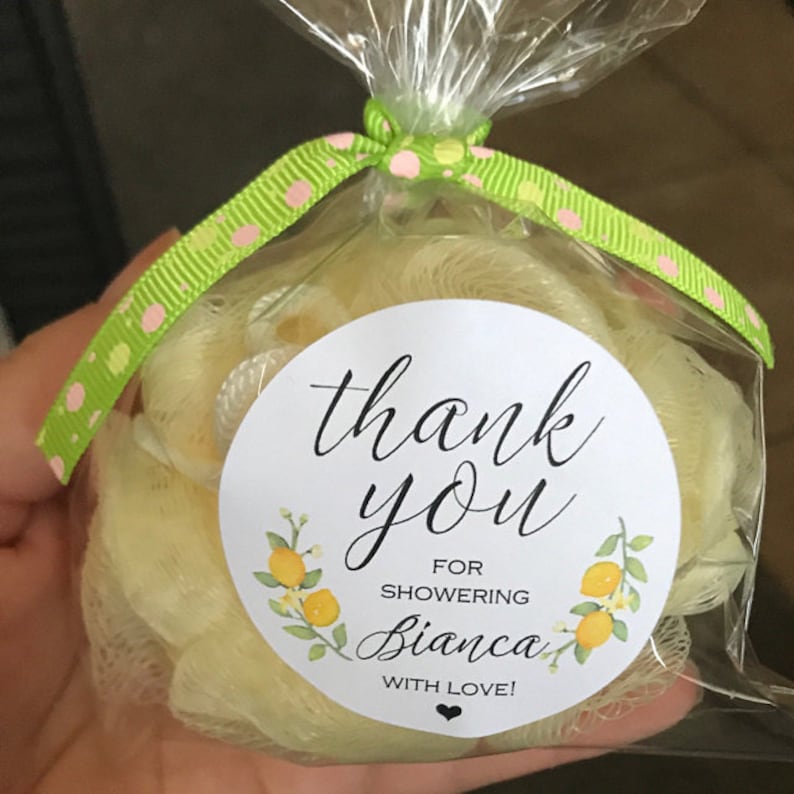 thank
you
FOR
SHOWERING
Bianca
WITH LOVE!